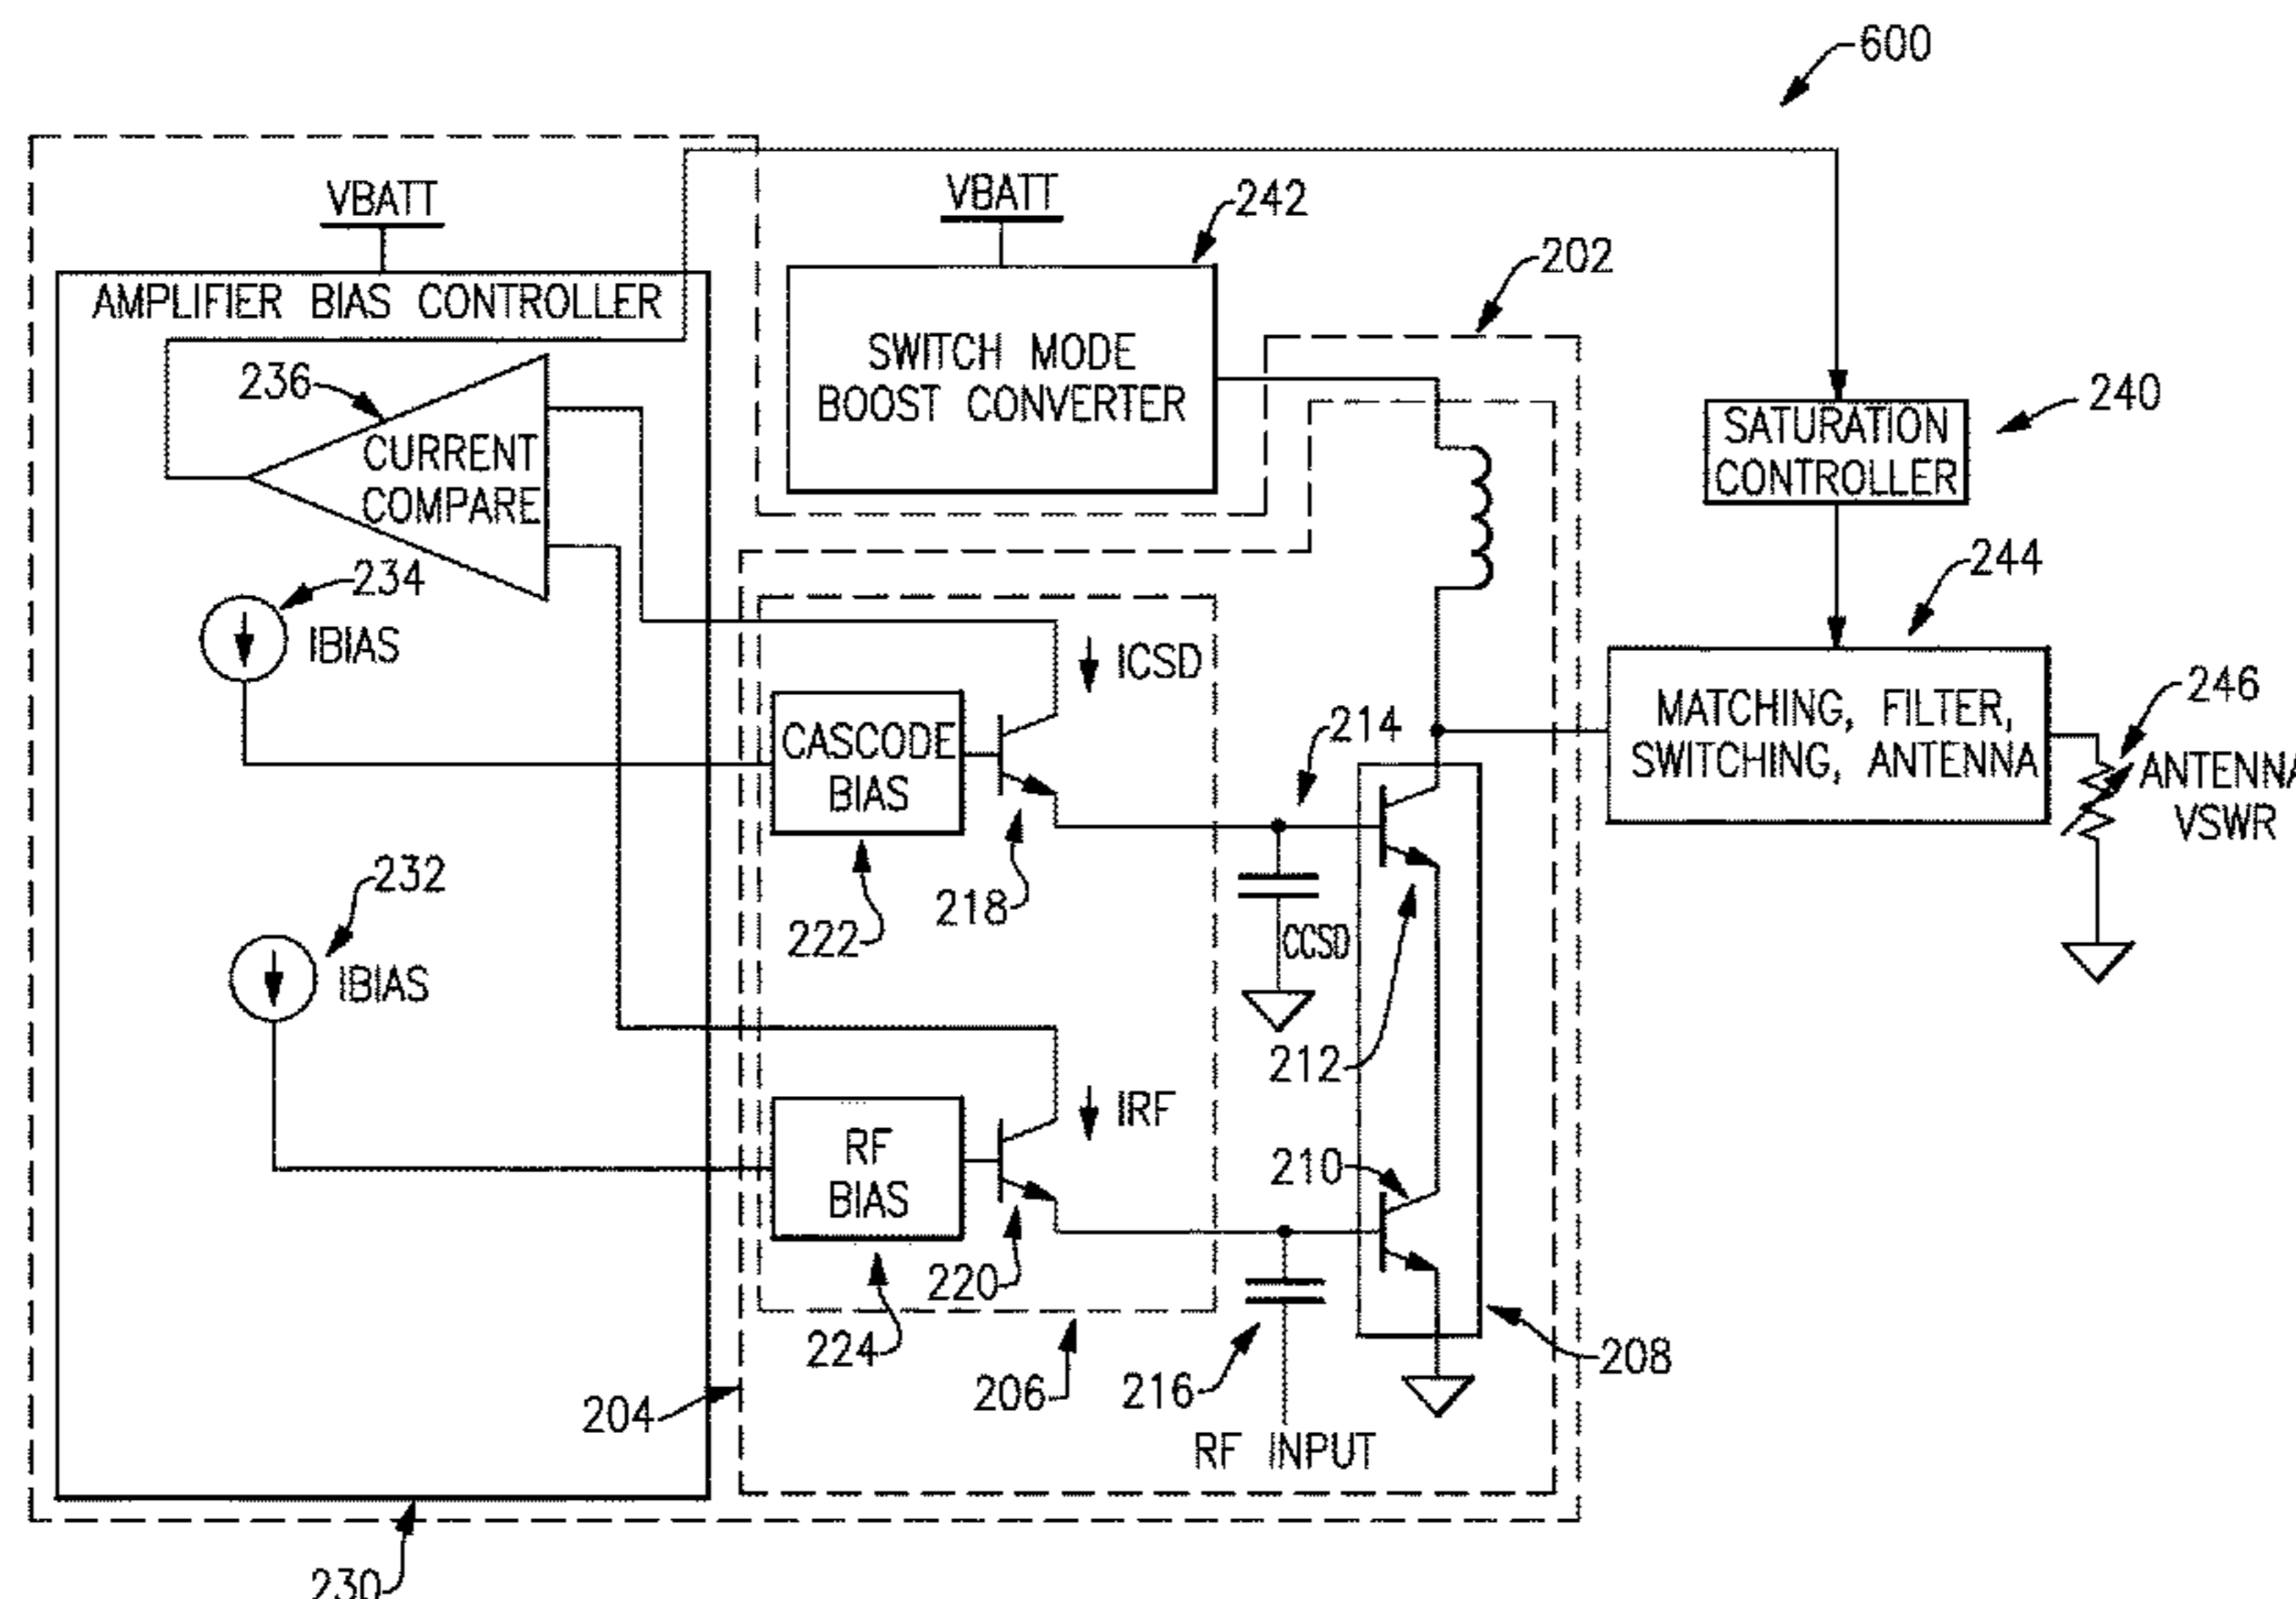 600
VBATT
VBATT
242
202
AMPLIFIER BIAS CONTROLLER
SWITCH MODE
BOOST CONVERTER
236
CURRENT
COMPARE
240
SATURATION
CONTROLLER
234
IBIAS
244
ICSD
MATCHING, FILTER,
SWITCHING, ANTENNA
246
ANTENNA
VSWR
CASCODE
BIAS
214
218
222
232
IBIAS
CCSD
212
IRF
RF
BIAS
210
220
224
206
216
208
204
RF INPUT
230